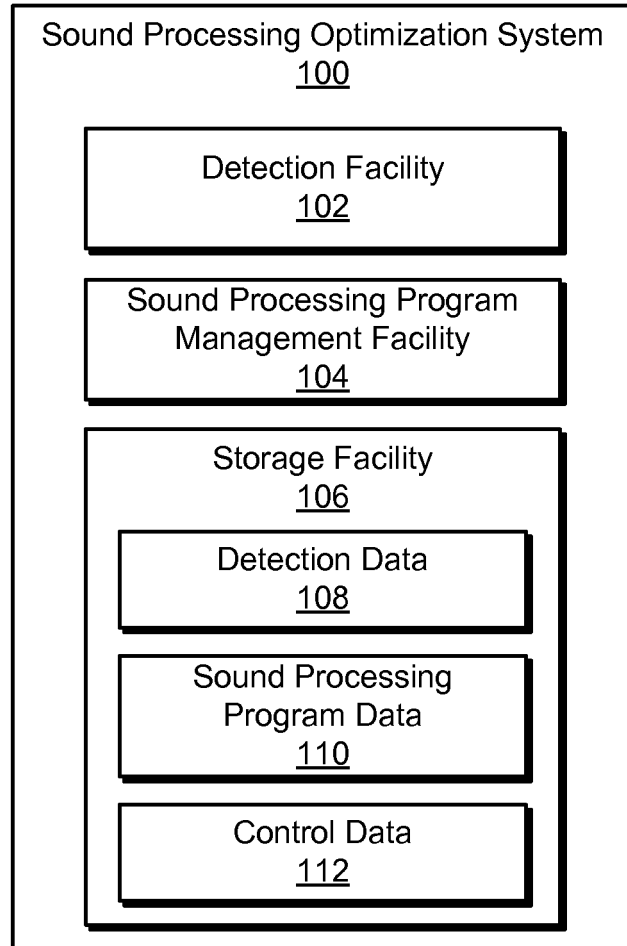 Sound Processing Optimization System
100
Detection Facility
102
Sound Processing Program
Management Facility
104
Storage Facility
106
Detection Data
108
Sound Processing
Program Data
110
Control Data
112